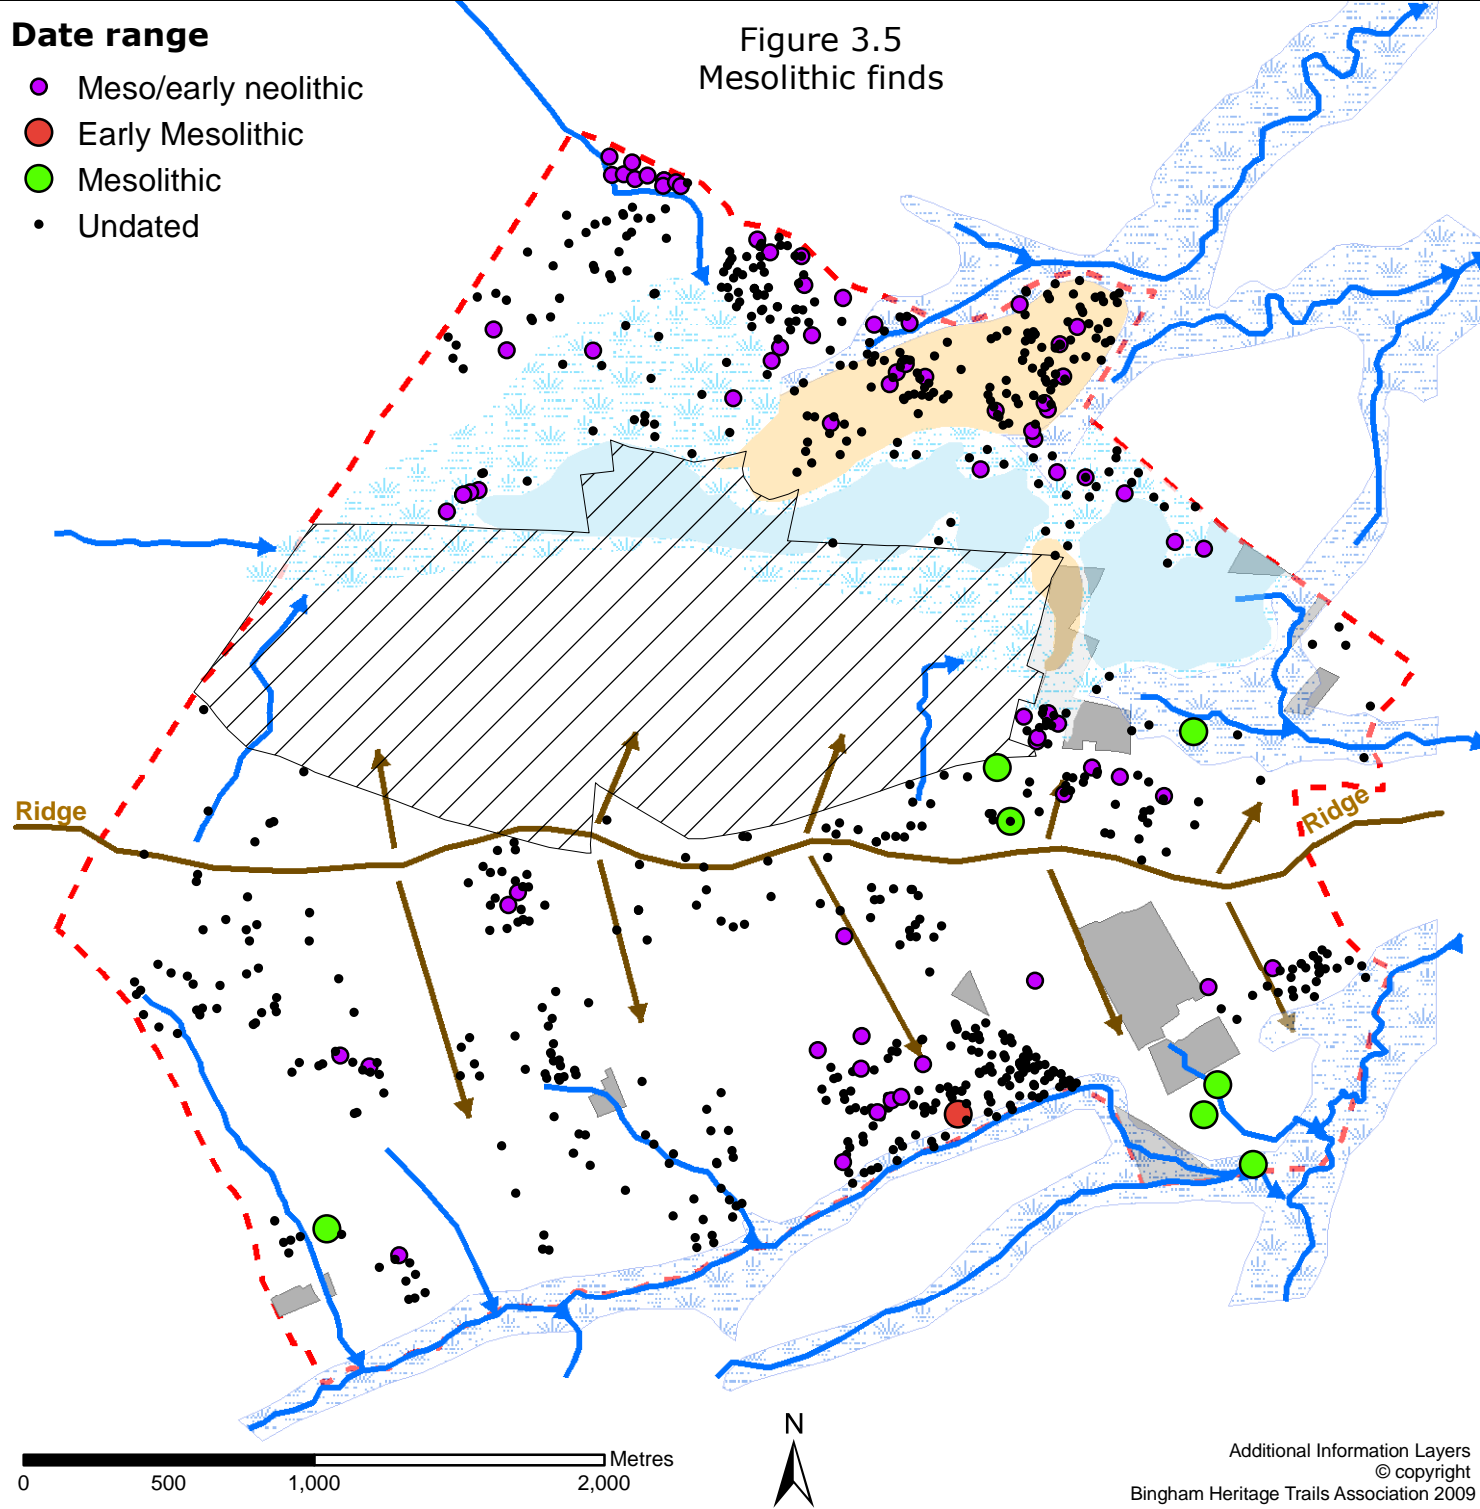 Date range
Meso/early neolithic
Early Mesolithic
Mesolithic
Undated
Figure 3.5
Mesolithic finds
Ridge
Ridge
N
Metres
0 500 1,000 2,000
Additional Information Layers
© copyright
Bingham Heritage Trails Association 2009